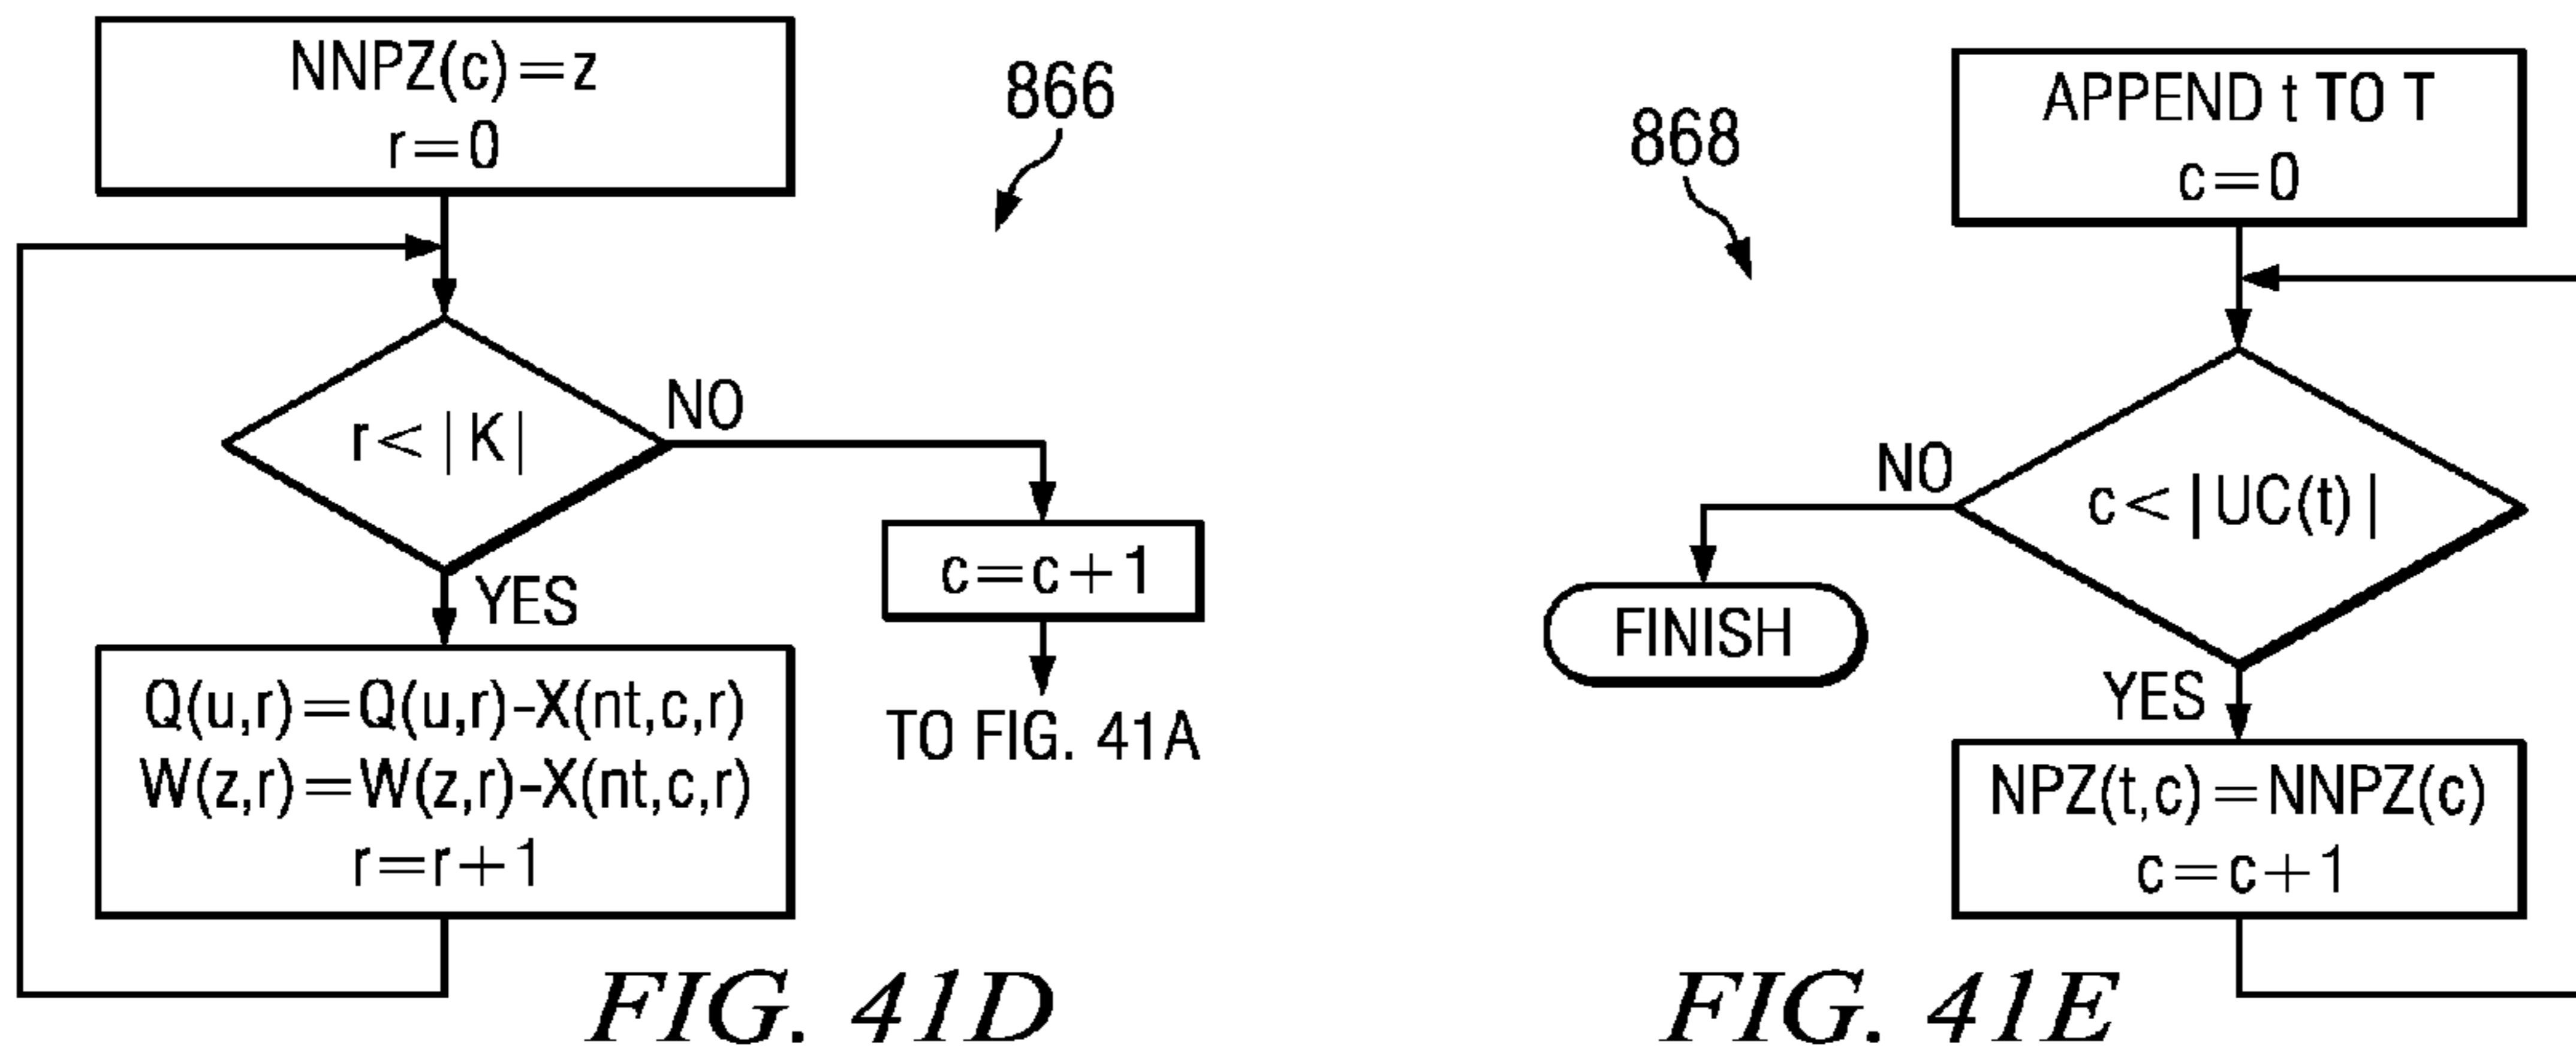 NNPZ(c)=z
r=0
866
r<|K|
NO
YES
c=c+1
TO FIG. 41A
Q(u,r)=Q(u,r)-X(nt,c,r)
W(z,r)=W(z,r)-X(nt,c,r)
r=r+1
FIG. 41D
APPEND t TO T
c=0
868
c<|UC(t)|
NO
FINISH
YES
NPZ(t,c)=NNPZ(c)
c=c+1
FIG. 41E